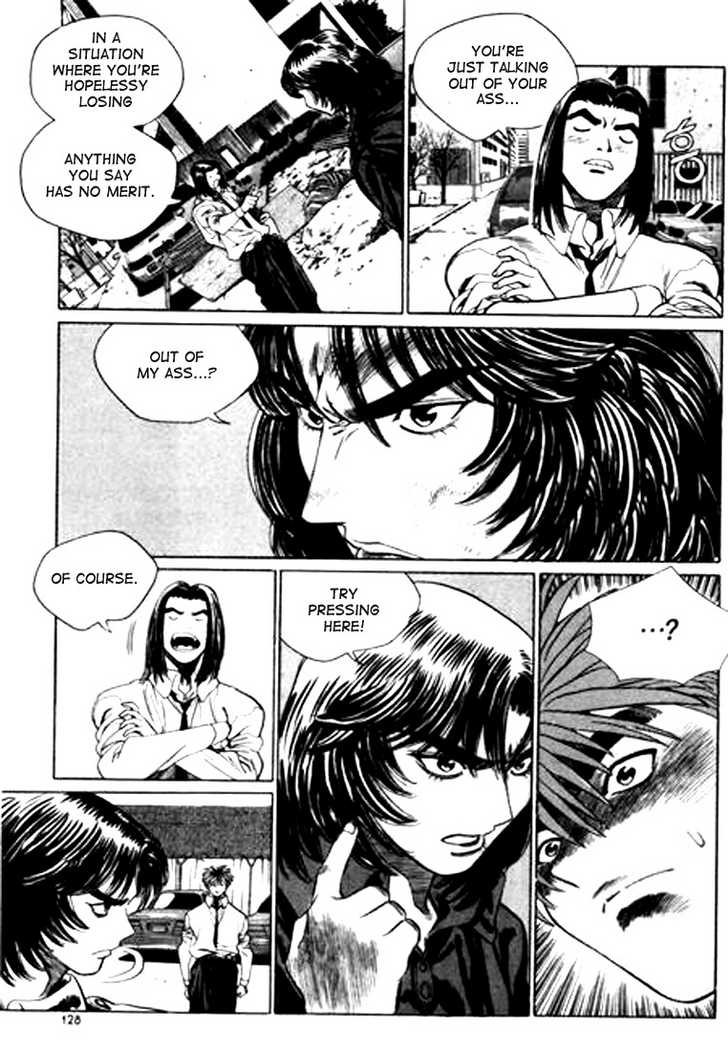 IN A
SITUATION
WHERE YOU'RE
HOPELESSY
LOSING
ANYTHING
YOU SAY
HAS NO MERIT.
YOU'RE
JUST TALKING
OUT OF YOUR
ASS...
흠
OUT OF
MY ASS...?
OF COURSE.
TRY
PRESSING
HERE!
...?
128